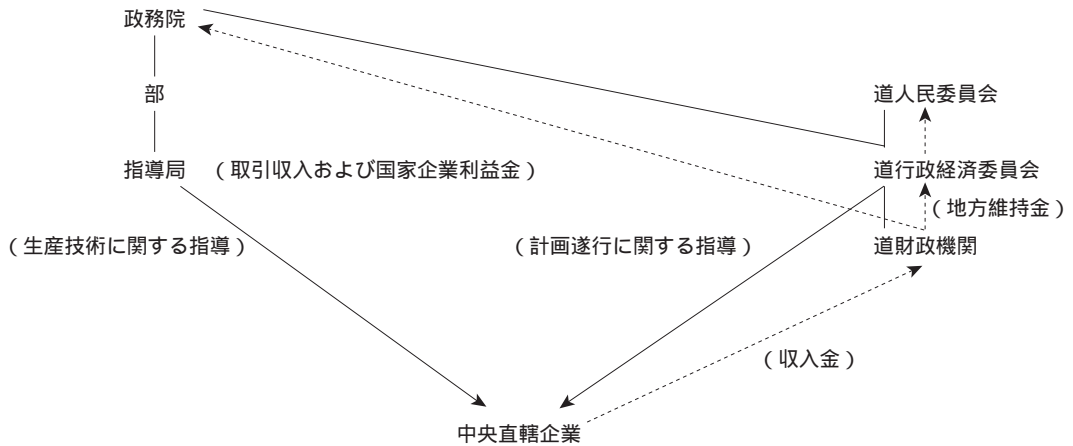 政務院
部
道人民委員会
指導局 (取引収入および国家企業利益金)
道行政経済委員会
(地方維持金)
(生産技術に関する指導)
(計画遂行に関する指導)
道財政機関
(収入金)
中央直轄企業